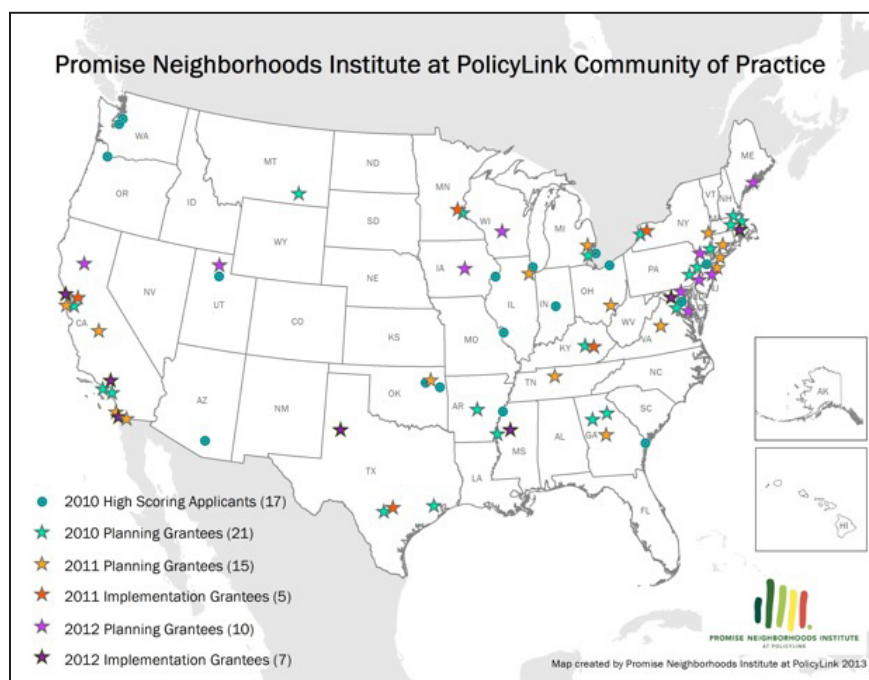 Promise Neighborhoods Institute at PolicyLink Community of Practice
WA
MT
ND
MN
ME
VT
NH
OR
ID
SD
WI
MI
NY
MA
WY
IA
PA
NE
NV
UT
IL
IN
OH
NJ
DE
CO
CA
KS
MO
WV
VA
KY
NC
TN
OK
AZ
NM
AR
SC
MS
AL
GA
TX
LA
FL
AK
HI
2010 High Scoring Applicants (17)
2010 Planning Grantees (21)
2011 Planning Grantees (15)
2011 Implementation Grantees (5)
2012 Planning Grantees (10)
2012 Implementation Grantees (7)
PROMISE NEIGHBORHOODS INSTITUTE
AT POLICYLINK
Map created by Promise Neighborhoods Institute at PolicyLink 2013